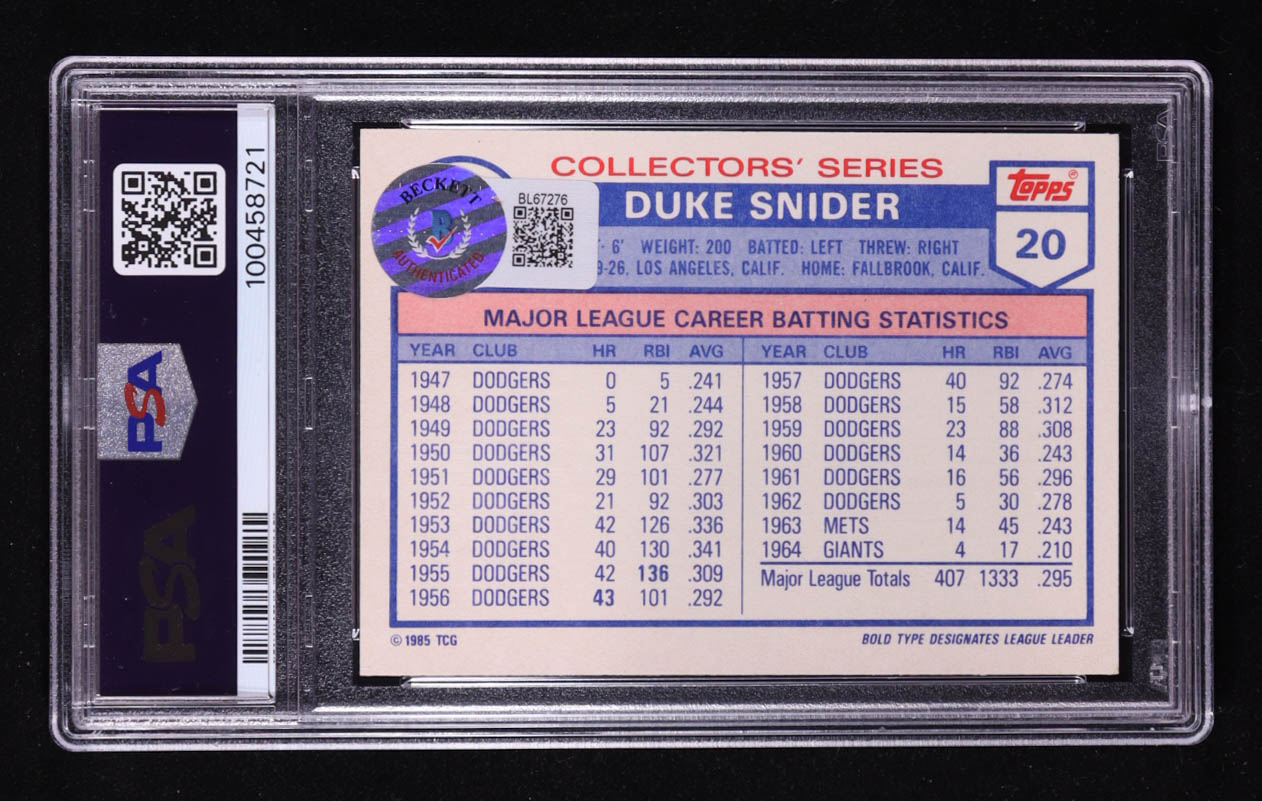 100458721
PSA
PSA
BECKETT
B
AUTHENTICATED
BL67276
COLLECTORS' SERIES
DUKE SNIDER
Topps®
20
6' WEIGHT: 200 BATTED: LEFT THREW: RIGHT
9-26, LOS ANGELES, CALIF. HOME: FALLBROOK, CALIF.
MAJOR LEAGUE CAREER BATTING STATISTICS
YEAR CLUB HR RBI AVG YEAR CLUB HR RBI AVG
1947 DODGERS 0 5 .241 1957 DODGERS 40 92 .274
1948 DODGERS 5 21 .244 1958 DODGERS 15 58 .312
1949 DODGERS 23 92 .292 1959 DODGERS 23 88 .308
1950 DODGERS 31 107 .321 1960 DODGERS 14 36 .243
1951 DODGERS 29 101 .277 1961 DODGERS 16 56 .296
1952 DODGERS 21 92 .303 1962 DODGERS 5 30 .278
1953 DODGERS 42 126 .336 1963 METS 14 45 .243
1954 DODGERS 40 130 .341 1964 GIANTS 4 17 .210
1955 DODGERS 42 136 .309 Major League Totals 407 1333 .295
1956 DODGERS 43 101 .292
© 1985 TCG BOLD TYPE DESIGNATES LEAGUE LEADER